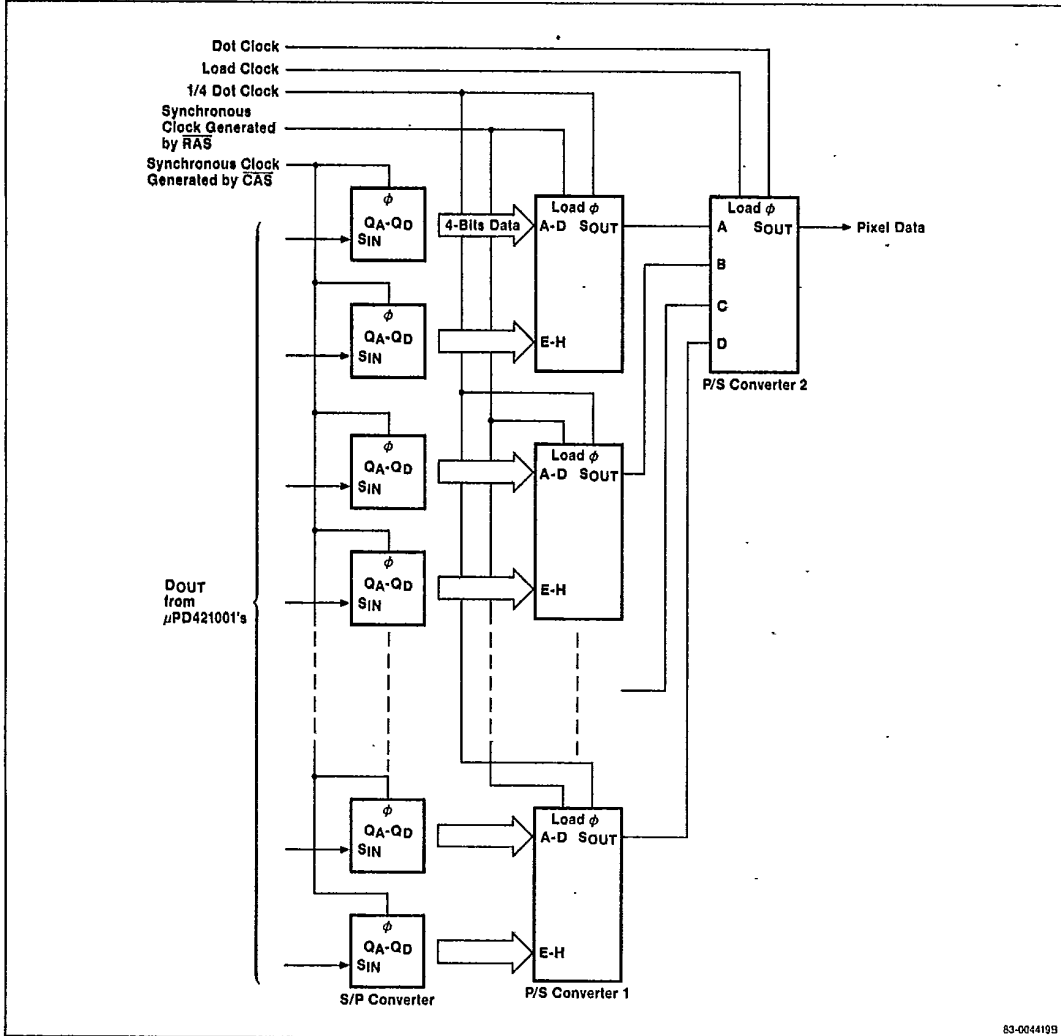 Dot Clock
Load Clock
1/4 Dot Clock
Synchronous
Clock Generated
by RAS
Synchronous Clock
Generated by CAS
φ
QA-QD
SIN
4-Bits Data
Load φ
A-D SOUT
E-H
Load φ
A SOUT
B
C
D
Pixel Data
P/S Converter 2
φ
QA-QD
SIN
φ
QA-QD
SIN
Load φ
A-D SOUT
E-H
φ
QA-QD
SIN
DOUT
from
μPD421001's
φ
QA-QD
SIN
Load φ
A-D SOUT
E-H
φ
QA-QD
SIN
S/P Converter
P/S Converter 1
83-004419B